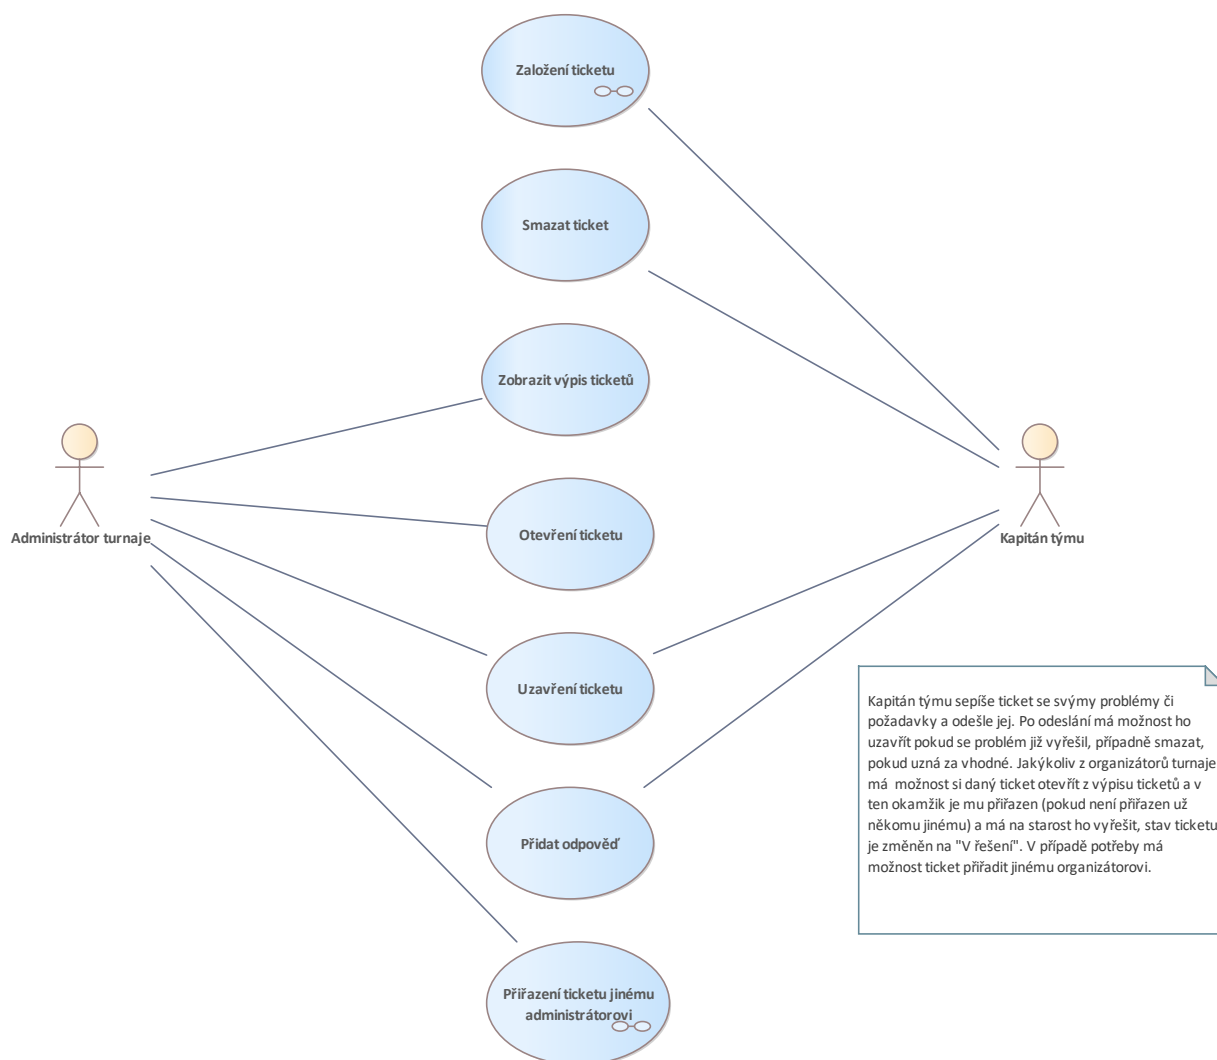 Založení ticketu
Smazat ticket
Zobrazit výpis ticketů
Otevření ticketu
Administrátor turnaje
Kapitán týmu
Uzavření ticketu
Kapitán týmu sepíše ticket se svýmy problémy či
požadavky a odešle jej. Po odeslání má možnost ho
uzavřít pokud se problém již vyřešil, případně smazat,
pokud uzná za vhodné. Jakýkoliv z organizátorů turnaje
má  možnost si daný ticket otevřít z výpisu ticketů a v
ten okamžik je mu přiřazen (pokud není přiřazen už
někomu jinému) a má na starost ho vyřešit, stav ticketu
je změněn na "V řešení". V případě potřeby má
možnost ticket přiřadit jinému organizátorovi.
Přidat odpověď
Přiřazení ticketu jinému
administrátorovi